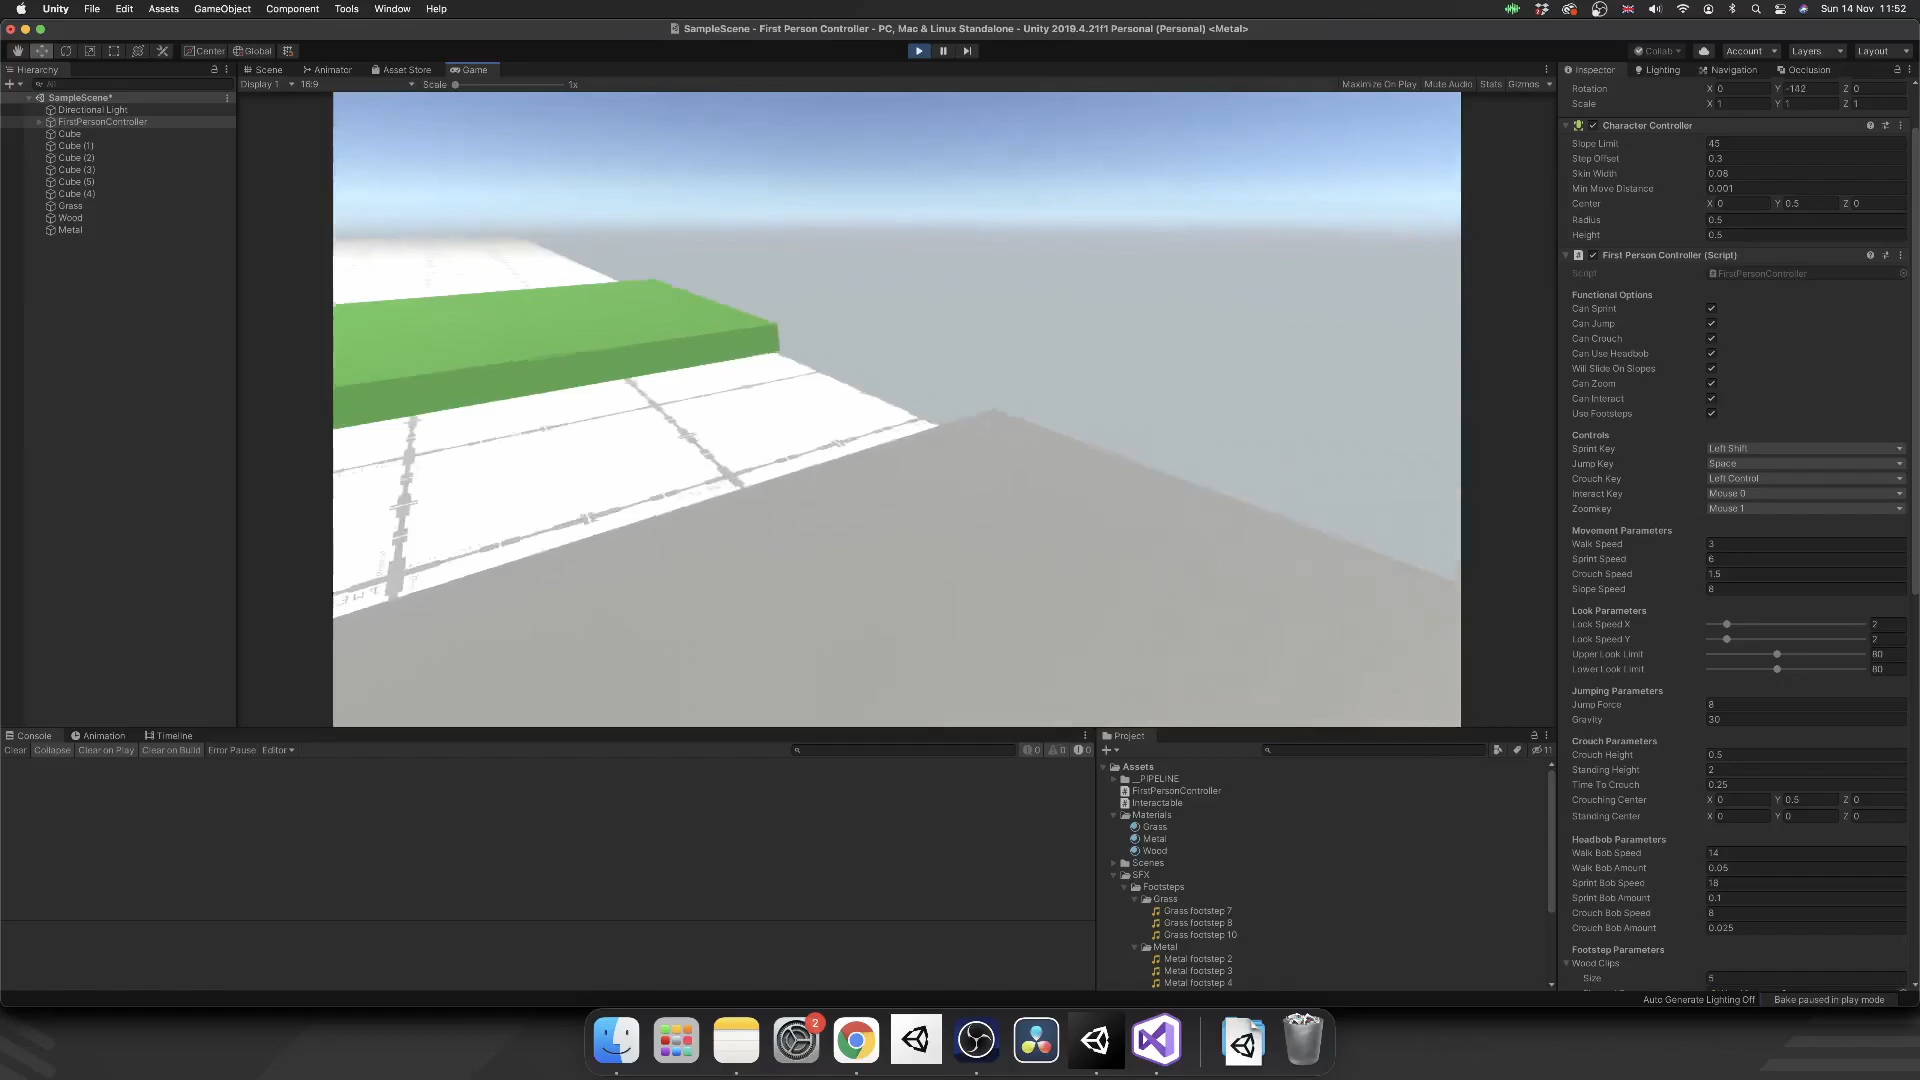 Unity File Edit Assets GameObject Component Tools Window Help Sun 14 Nov 11:52
SampleScene - First Person Controller - PC, Mac & Linux Standalone - Unity 2019.4.21f1 Personal (Personal) <Metal>
Center Global Collab Account Layers Layout
Hierarchy Scene Animator Asset Store Game Inspector Lighting Navigation Occlusion
All Display 1 16:9 Scale 1x Maximize On Play Mute Audio Stats Gizmos
SampleScene*
Directional Light
FirstPersonController
Cube
Cube (1)
Cube (2)
Cube (3)
Cube (5)
Cube (4)
Grass
Wood
Metal
Rotation X 0 Y -142 Z 0
Scale X 1 Y 1 Z 1
Character Controller
Slope Limit 45
Step Offset 0.3
Skin Width 0.08
Min Move Distance 0.001
Center X 0 Y 0.5 Z 0
Radius 0.5
Height 0.5
# First Person Controller (Script)
Script FirstPersonController
Functional Options
Can Sprint
Can Jump
Can Crouch
Can Use Headbob
Will Slide On Slopes
Can Zoom
Can Interact
Use Footsteps
Controls
Sprint Key Left Shift
Jump Key Space
Crouch Key Left Control
Interact Key Mouse 0
Zoomkey Mouse 1
Movement Parameters
Walk Speed 3
Sprint Speed 6
Crouch Speed 1.5
Slope Speed 8
Look Parameters
Look Speed X 2
Look Speed Y 2
Upper Look Limit 80
Lower Look Limit 80
Jumping Parameters
Jump Force 8
Gravity 30
Crouch Parameters
Crouch Height 0.5
Standing Height 2
Time To Crouch 0.25
Crouching Center X 0 Y 0.5 Z 0
Standing Center X 0 Y 0 Z 0
Headbob Parameters
Walk Bob Speed 14
Walk Bob Amount 0.05
Sprint Bob Speed 18
Sprint Bob Amount 0.1
Crouch Bob Speed 8
Crouch Bob Amount 0.025
Footstep Parameters
Wood Clips
Size 5
Console Animation Timeline
Clear Collapse Clear on Play Clear on Build Error Pause Editor 0 0 0
Project
11
Assets
__PIPELINE
FirstPersonController
Interactable
Materials
Grass
Metal
Wood
Scenes
SFX
Footsteps
Grass
Grass footstep 7
Grass footstep 8
Grass footstep 10
Metal
Metal footstep 2
Metal footstep 3
Metal footstep 4
Auto Generate Lighting Off Bake paused in play mode
2